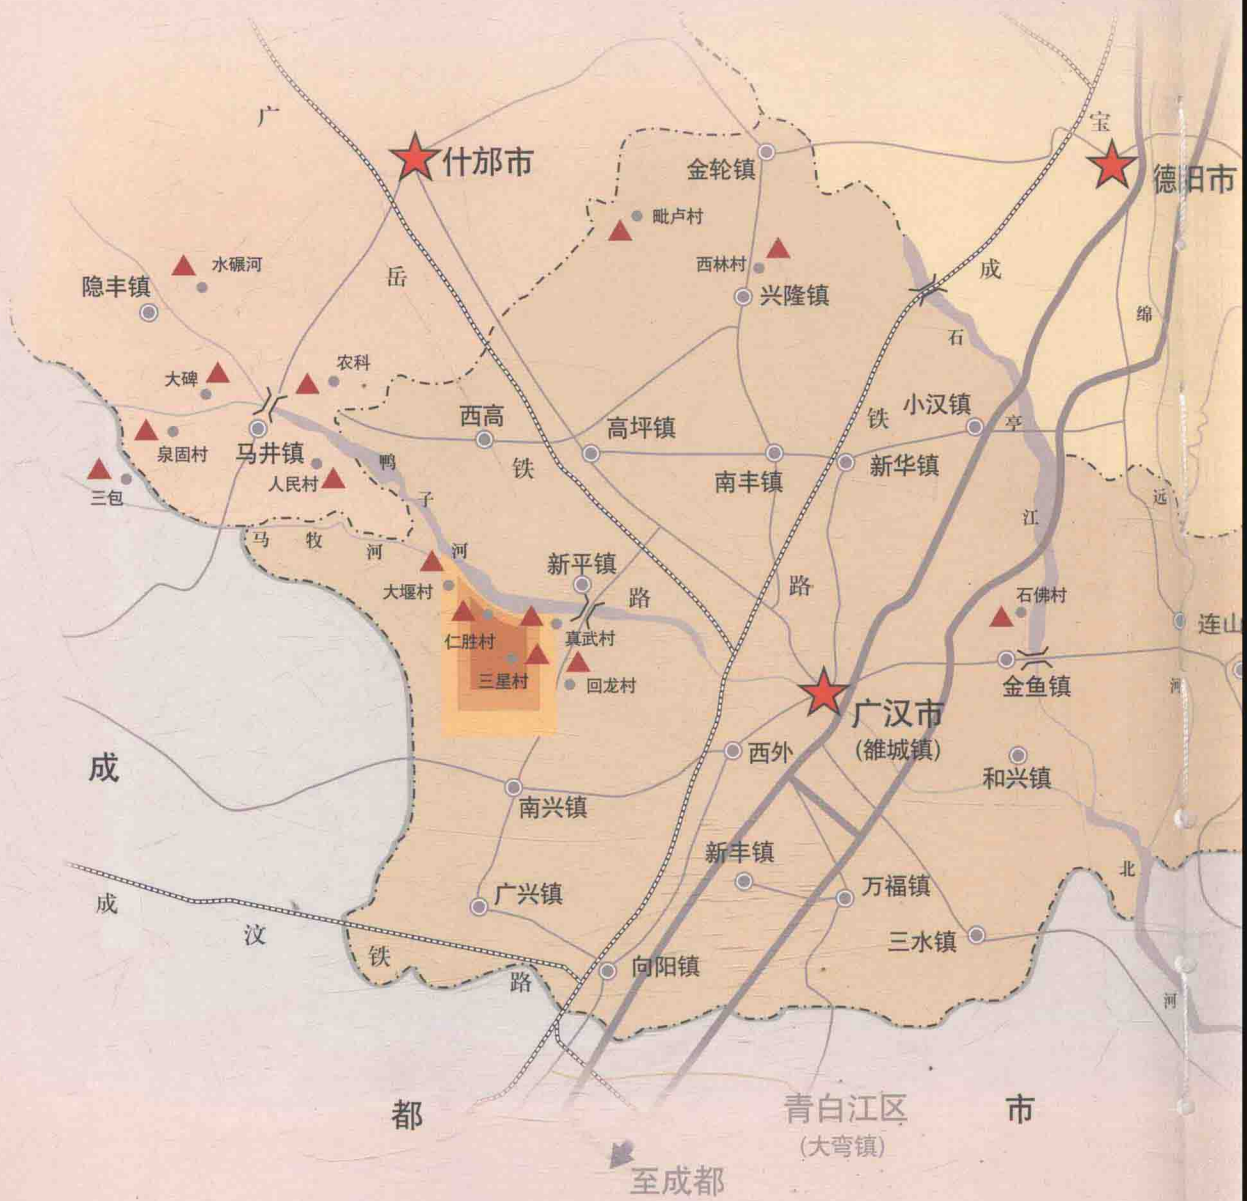 广
宝
什邡市
金轮镇
德阳市
毗卢村
水碾河
西林村
成
岳
隐丰镇
兴隆镇
绵
石
农科
大碑
小汉镇
西高
铁
亭
高坪镇
泉固村
马井镇
鸭
铁
新华镇
南丰镇
人民村
三包
子
远
江
马
牧
河
河
新平镇
大堰村
路
路
石佛村
连山
仁胜村
真武村
三星村
回龙村
金鱼镇
河
广汉市
(雒城镇)
西外
成
和兴镇
南兴镇
新丰镇
北
万福镇
广兴镇
成
汶
铁
三水镇
向阳镇
路
河
都
青白江区
市
(大弯镇)
至成都